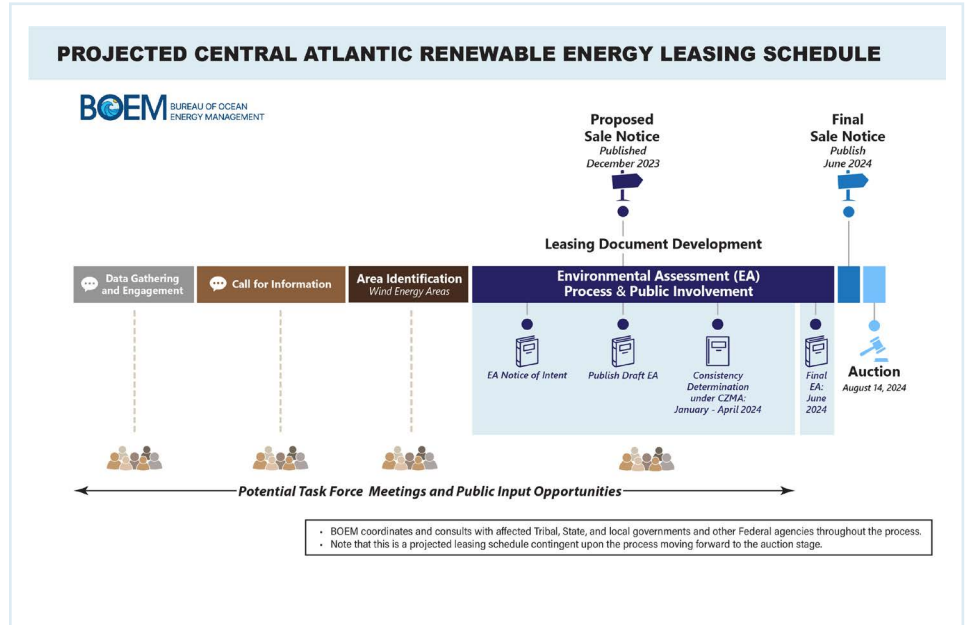 PROJECTED CENTRAL ATLANTIC RENEWABLE ENERGY LEASING SCHEDULE
BOEM BUREAU OF OCEAN
ENERGY MANAGEMENT
Proposed
Sale Notice
Published
December 2023
Final
Sale Notice
Publish
June 2024
Leasing Document Development
Data Gathering
and Engagement
Call for Information
Area Identification
Wind Energy Areas
Environmental Assessment (EA)
Process & Public Involvement
EA Notice of Intent
Publish Draft EA
Consistency
Determination
under CZMA:
January - April 2024
Final
EA:
June
2024
Auction
August 14, 2024
Potential Task Force Meetings and Public Input Opportunities
• BOEM coordinates and consults with affected Tribal, State, and local governments and other Federal agencies throughout the process.
• Note that this is a projected leasing schedule contingent upon the process moving forward to the auction stage.